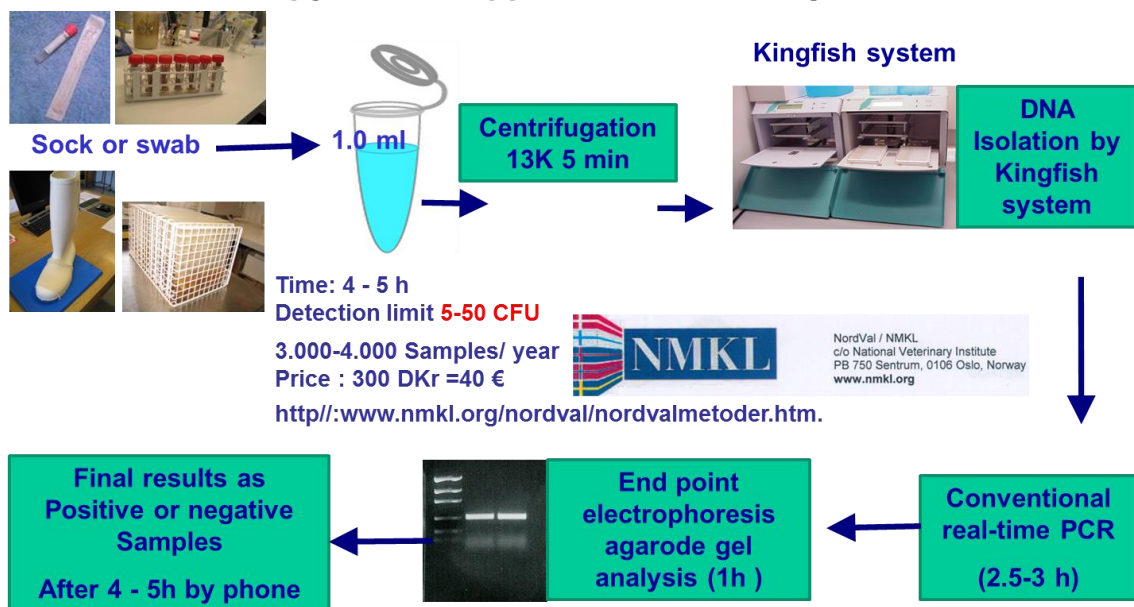 Kingfish system
Sock or swab
1.0 ml
Centrifugation
13K 5 min
DNA
Isolation by
Kingfish
system
Time: 4 - 5 h
Detection limit 5-50 CFU
3.000-4.000 Samples/ year
Price : 300 DKr =40 €
http//:www.nmkl.org/nordval/nordvalmetoder.htm.
NMKL
NordVal / NMKL
c/o National Veterinary Institute
PB 750 Sentrum, 0106 Oslo, Norway
www.nmkl.org
Conventional
real-time PCR
(2.5-3 h)
End point
electrophoresis
agarode gel
analysis (1h )
Final results as
Positive or negative
Samples
After 4 - 5h by phone